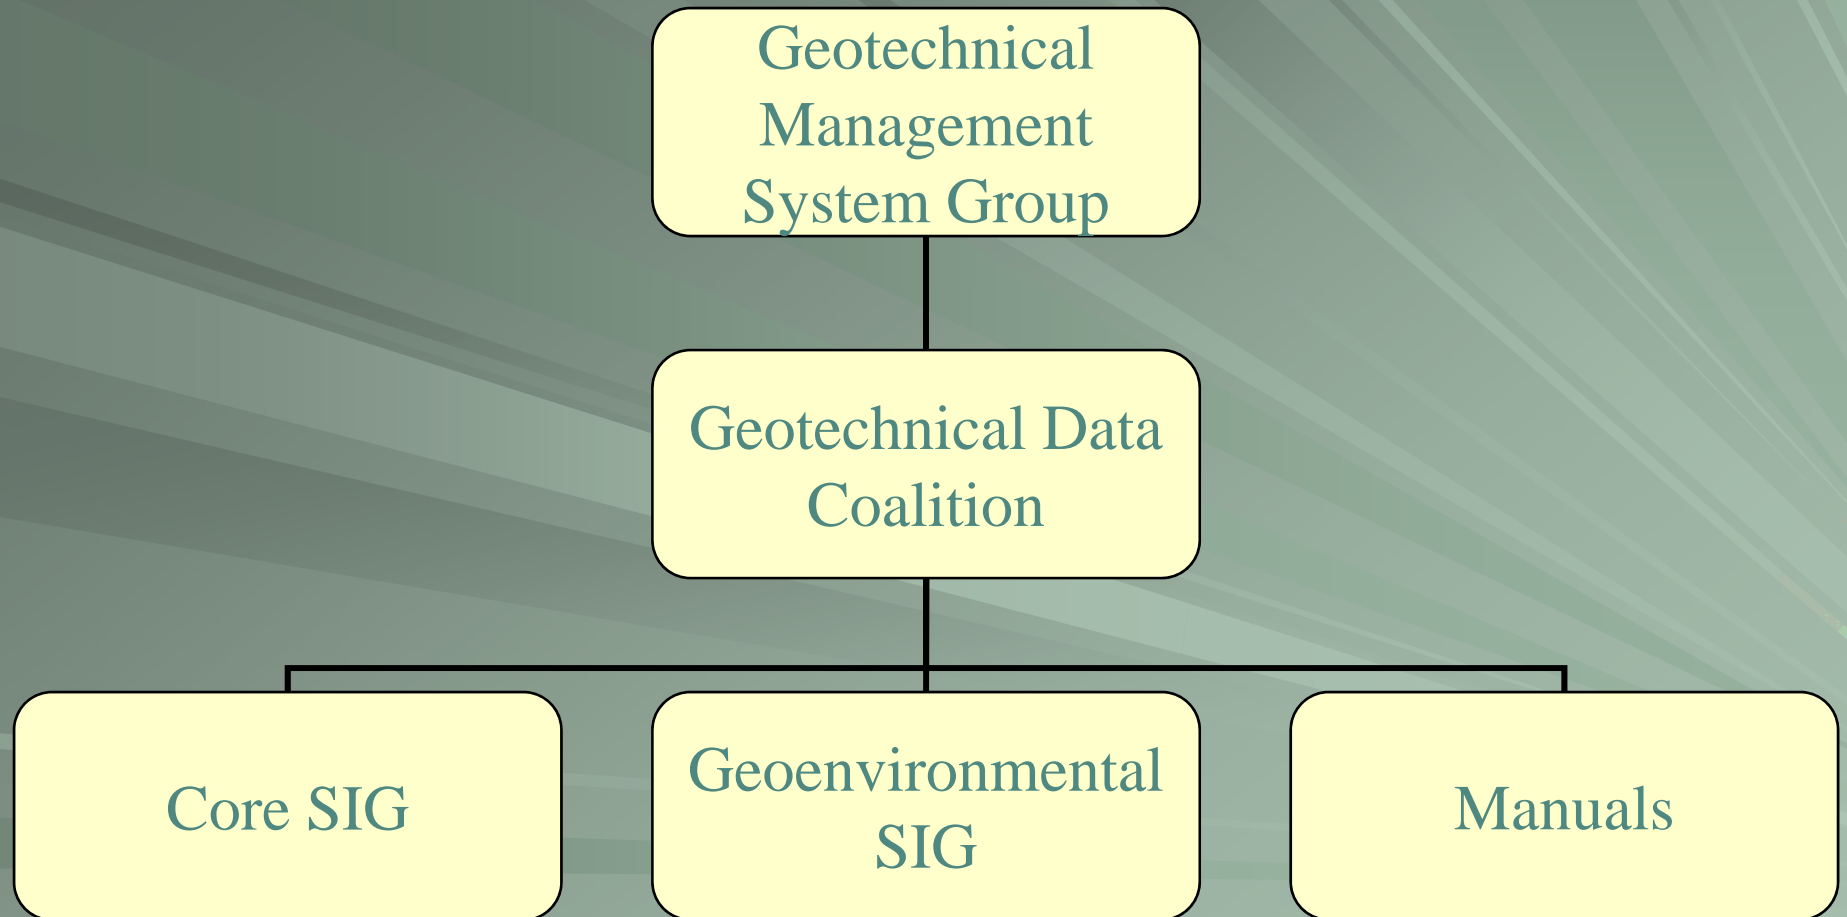 Geotechnical
Management
System Group
Geotechnical Data
Coalition
Core SIG
Geoenvironmental
SIG
Manuals